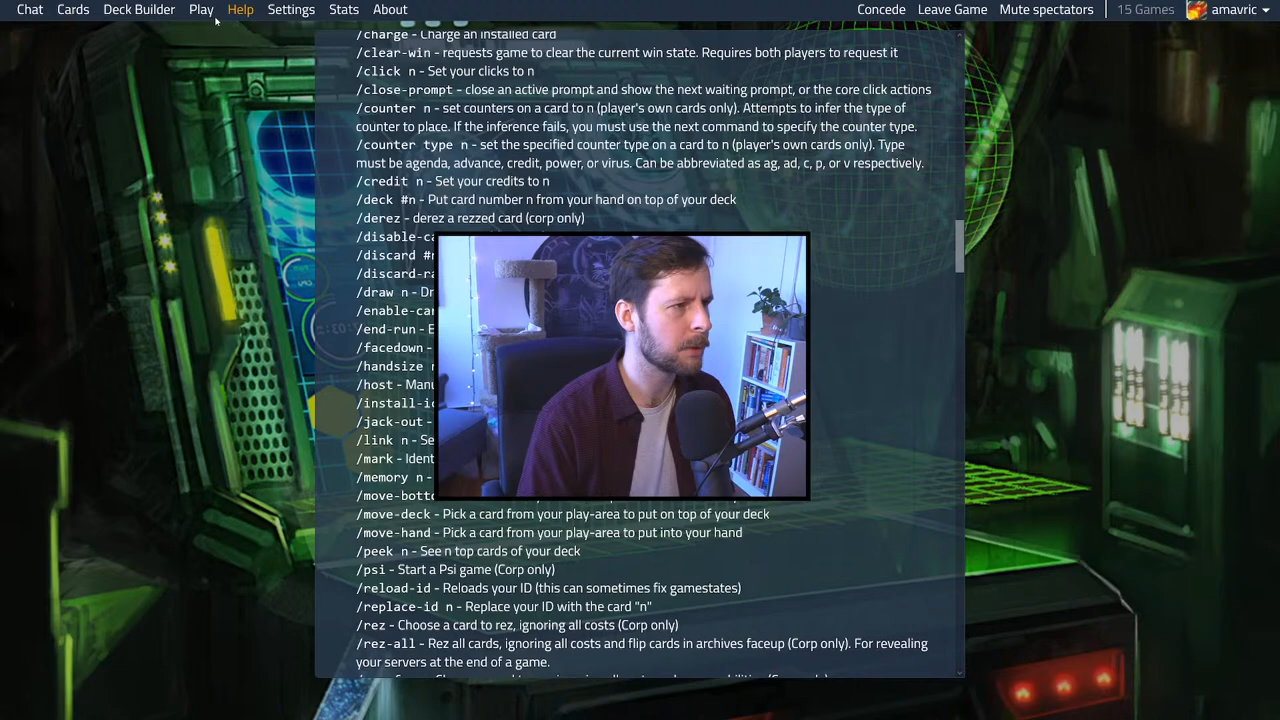 Chat Cards Deck Builder Play Help Settings Stats About Concede Leave Game Mute spectators 15 Games amavric
/charge - Charge an installed card
/clear-win - requests game to clear the current win state. Requires both players to request it
/click n - Set your clicks to n
/close-prompt - close an active prompt and show the next waiting prompt, or the core click actions
/counter n - set counters on a card to n (player's own cards only). Attempts to infer the type of
counter to place. If the inference fails, you must use the next command to specify the counter type.
/counter type n - set the specified counter type on a card to n (player's own cards only). Type
must be agenda, advance, credit, power, or virus. Can be abbreviated as ag, ad, c, p, or v respectively.
/credit n - Set your credits to n
/deck #n - Put card number n from your hand on top of your deck
/derez - derez a rezzed card (corp only)
/disable-ca
/discard #
/discard-ra
/draw n - Dr
/enable-car
/end-run - E
/facedown -
/handsize
/host - Manu
/install-ic
/jack-out -
/link n - Se
/mark - Ident
/memory n -
/move-botto
/move-deck - Pick a card from your play-area to put on top of your deck
/move-hand - Pick a card from your play-area to put into your hand
/peek n - See n top cards of your deck
/psi - Start a Psi game (Corp only)
/reload-id - Reloads your ID (this can sometimes fix gamestates)
/replace-id n - Replace your ID with the card "n"
/rez - Choose a card to rez, ignoring all costs (Corp only)
/rez-all - Rez all cards, ignoring all costs and flip cards in archives faceup (Corp only). For revealing
your servers at the end of a game.